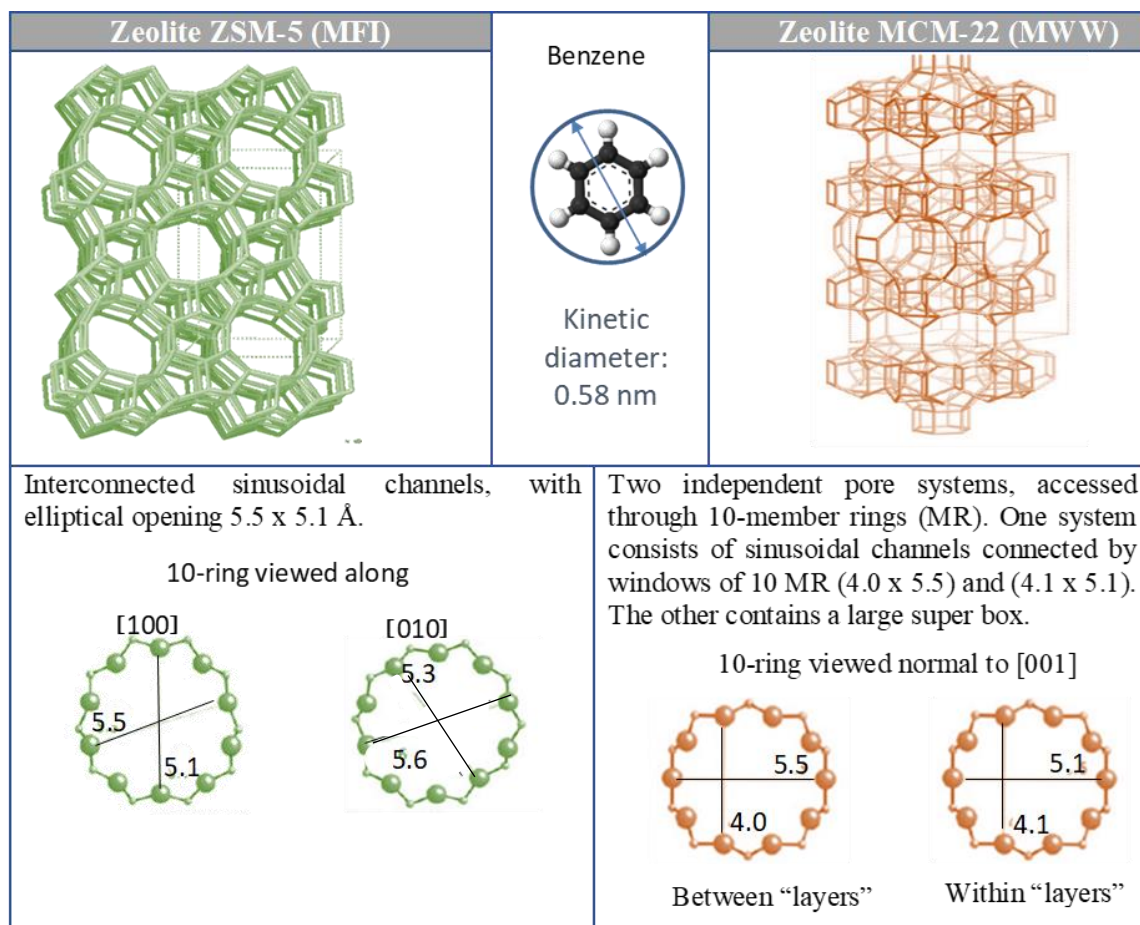 Zeolite ZSM-5 (MFI)
Benzene
Kinetic
diameter:
0.58 nm
Zeolite MCM-22 (MWW)
Interconnected sinusoidal channels, with
elliptical opening 5.5 x 5.1 Å.
10-ring viewed along
[100]
5.5
5.1
[010]
5.3
5.6
Two independent pore systems, accessed
through 10-member rings (MR). One system
consists of sinusoidal channels connected by
windows of 10 MR (4.0 x 5.5) and (4.1 x 5.1).
The other contains a large super box.
10-ring viewed normal to [001]
5.5
4.0
Between “layers”
5.1
4.1
Within “layers”